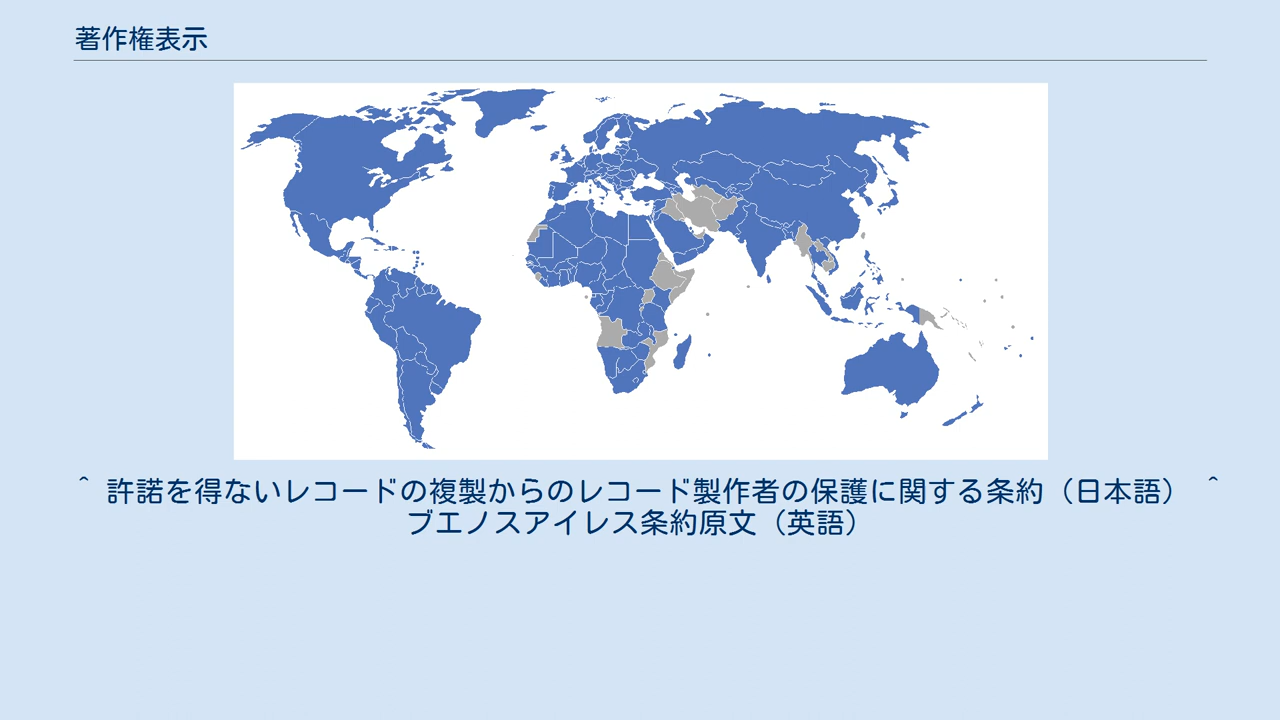 著作権表示
^ 許諾を得ないレコードの複製からのレコード製作者の保護に関する条約（日本語） ^
ブエノスアイレス条約原文（英語）